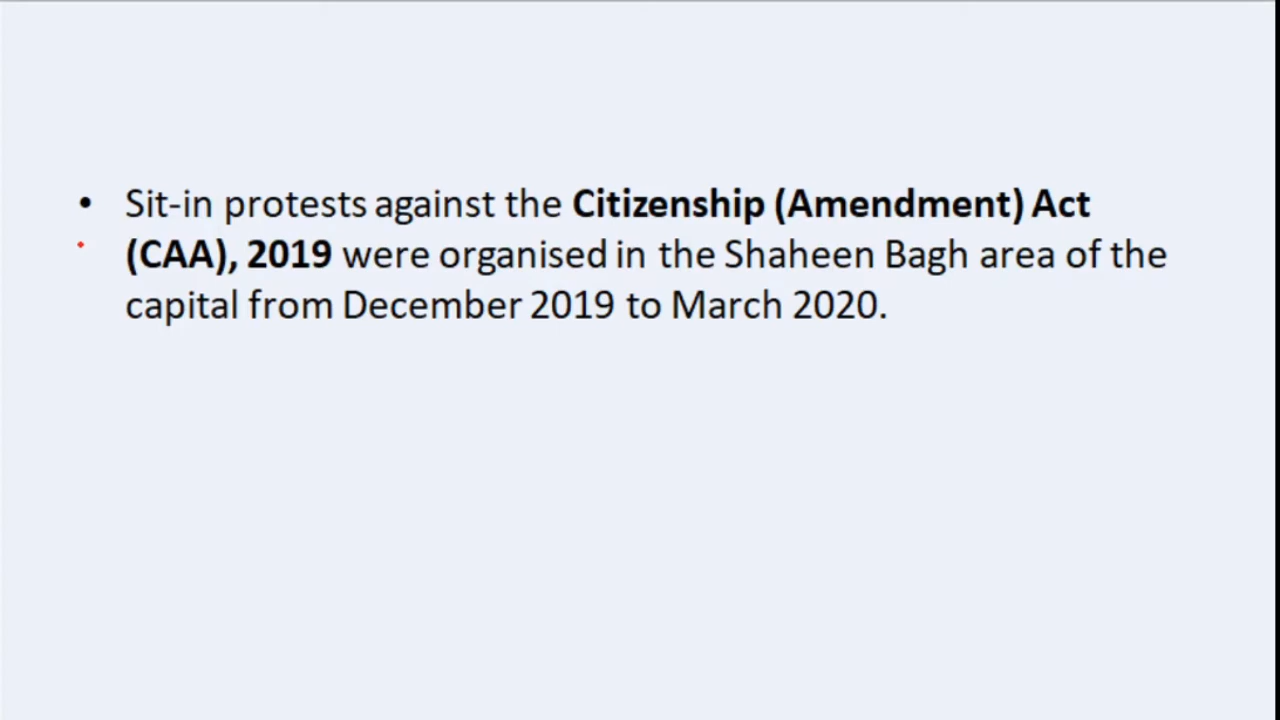 • Sit-in protests against the Citizenship (Amendment) Act
(CAA), 2019 were organised in the Shaheen Bagh area of the
capital from December 2019 to March 2020.